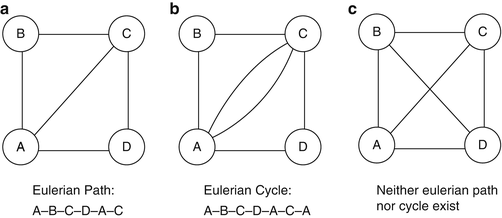 a
b
c
B
C
A
D
B
C
A
D
B
C
A
D
Eulerian Path:
A–B–C–D–A–C
Eulerian Cycle:
A–B–C–D–A–C–A
Neither eulerian path
nor cycle exist